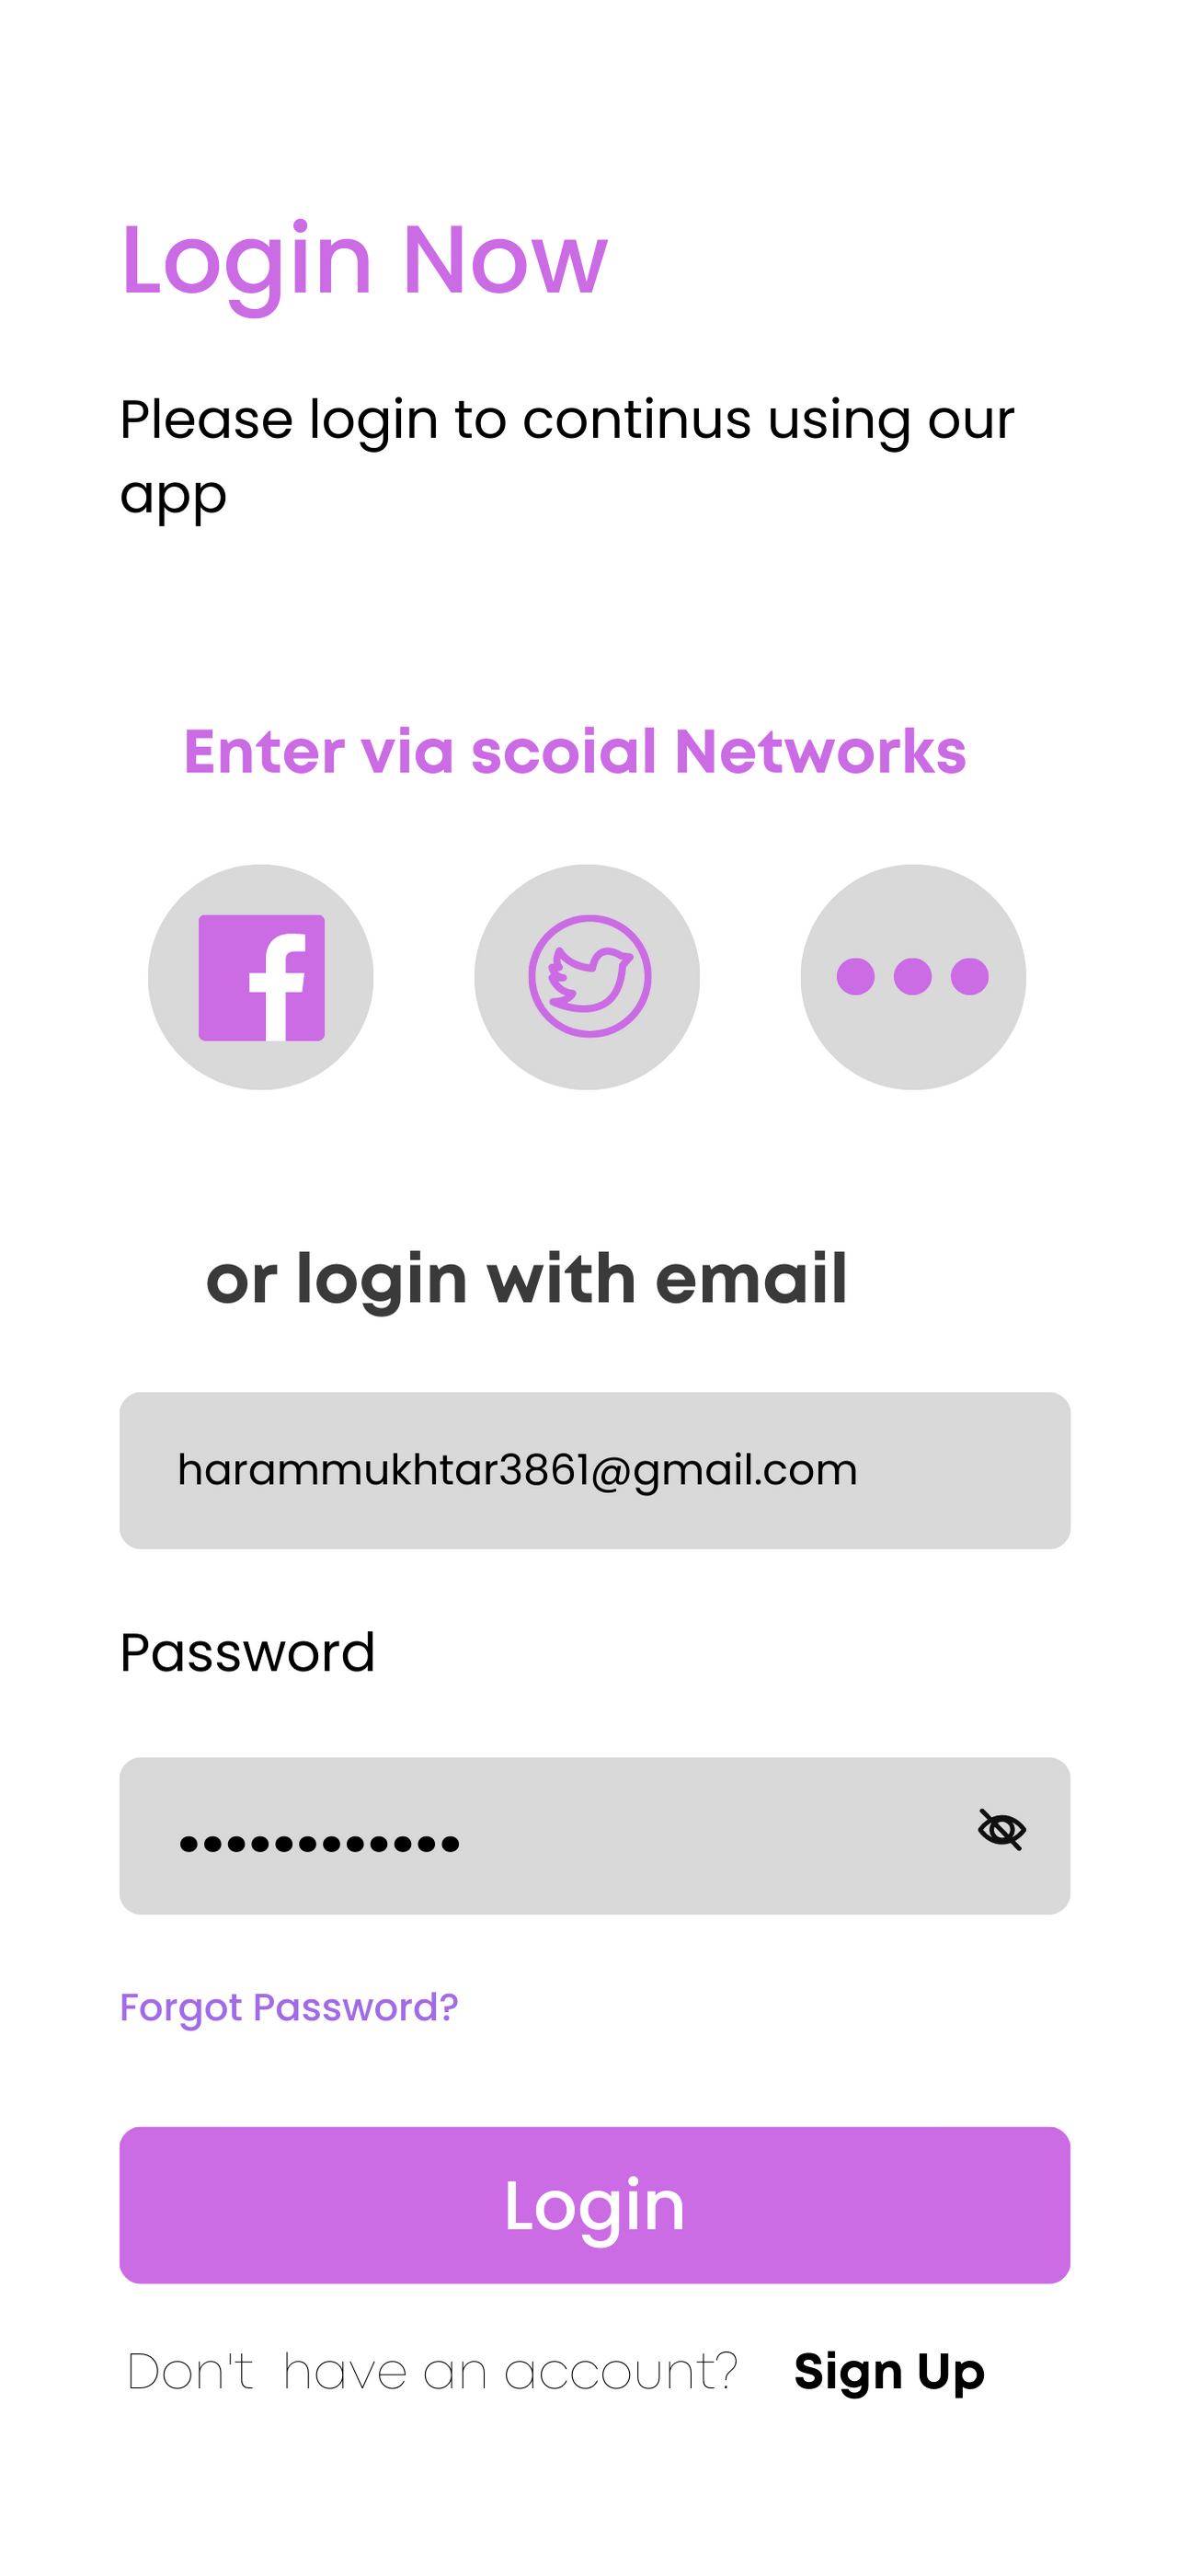 Login Now
Please login to continus using our
app
Enter via scoial Networks
or login with email
harammukhtar3861@gmail.com
Password
••••••••••••
Forgot Password?
Login
Don't have an account? Sign Up